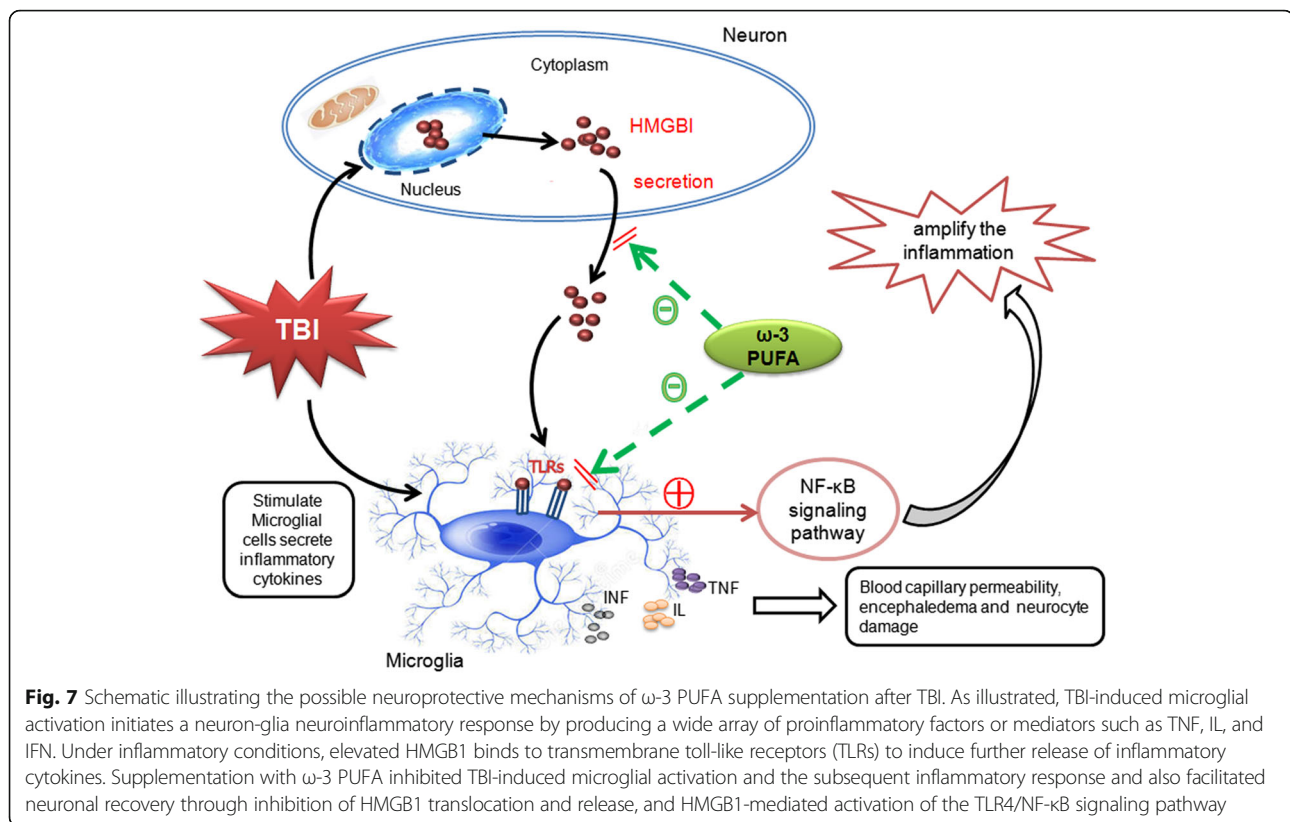 Neuron
Cytoplasm
HMGBI
Nucleus
secretion
amplify the
inflammation
TBI
Θ
ω-3
PUFA
Θ
TLRs
Stimulate
Microglial
cells secrete
inflammatory
cytokines
+
NF-κB
signaling
pathway
TNF
INF
IL
Blood capillary permeability,
encephaledema and neurocyte
damage
Microglia
Fig. 7 Schematic illustrating the possible neuroprotective mechanisms of ω-3 PUFA supplementation after TBI. As illustrated, TBI-induced microglial
activation initiates a neuron-glia neuroinflammatory response by producing a wide array of proinflammatory factors or mediators such as TNF, IL, and
IFN. Under inflammatory conditions, elevated HMGB1 binds to transmembrane toll-like receptors (TLRs) to induce further release of inflammatory
cytokines. Supplementation with ω-3 PUFA inhibited TBI-induced microglial activation and the subsequent inflammatory response and also facilitated
neuronal recovery through inhibition of HMGB1 translocation and release, and HMGB1-mediated activation of the TLR4/NF-κB signaling pathway